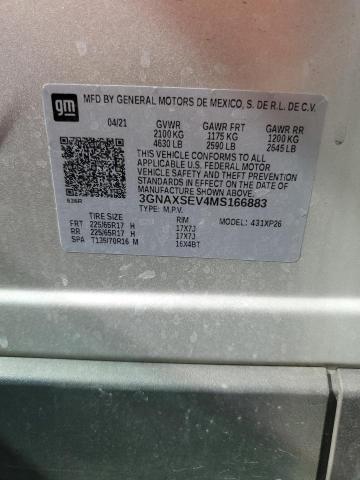 gm
MFD BY GENERAL MOTORS DE MEXICO, S. DE R.L. DE C.V.
04/21 GVWR GAWR FRT GAWR RR
2100 KG 1175 KG 1200 KG
4630 LB 2590 LB 2645 LB
THIS VEHICLE CONFORMS TO ALL
APPLICABLE U.S. FEDERAL MOTOR
VEHICLE SAFETY, BUMPER, AND
THEFT PREVENTION STANDARDS IN
EFFECT ON THE DATE OF
MANUFACTURE SHOWN ABOVE.
3GNAXSEV4MS166883
TYPE: M.P.V. MODEL: 431XP26
TIRE SIZE RIM
FRT 225/65R17 H 17X7J
RR 225/65R17 H 17X7J
SPA T135/70R16 M 16X4BT